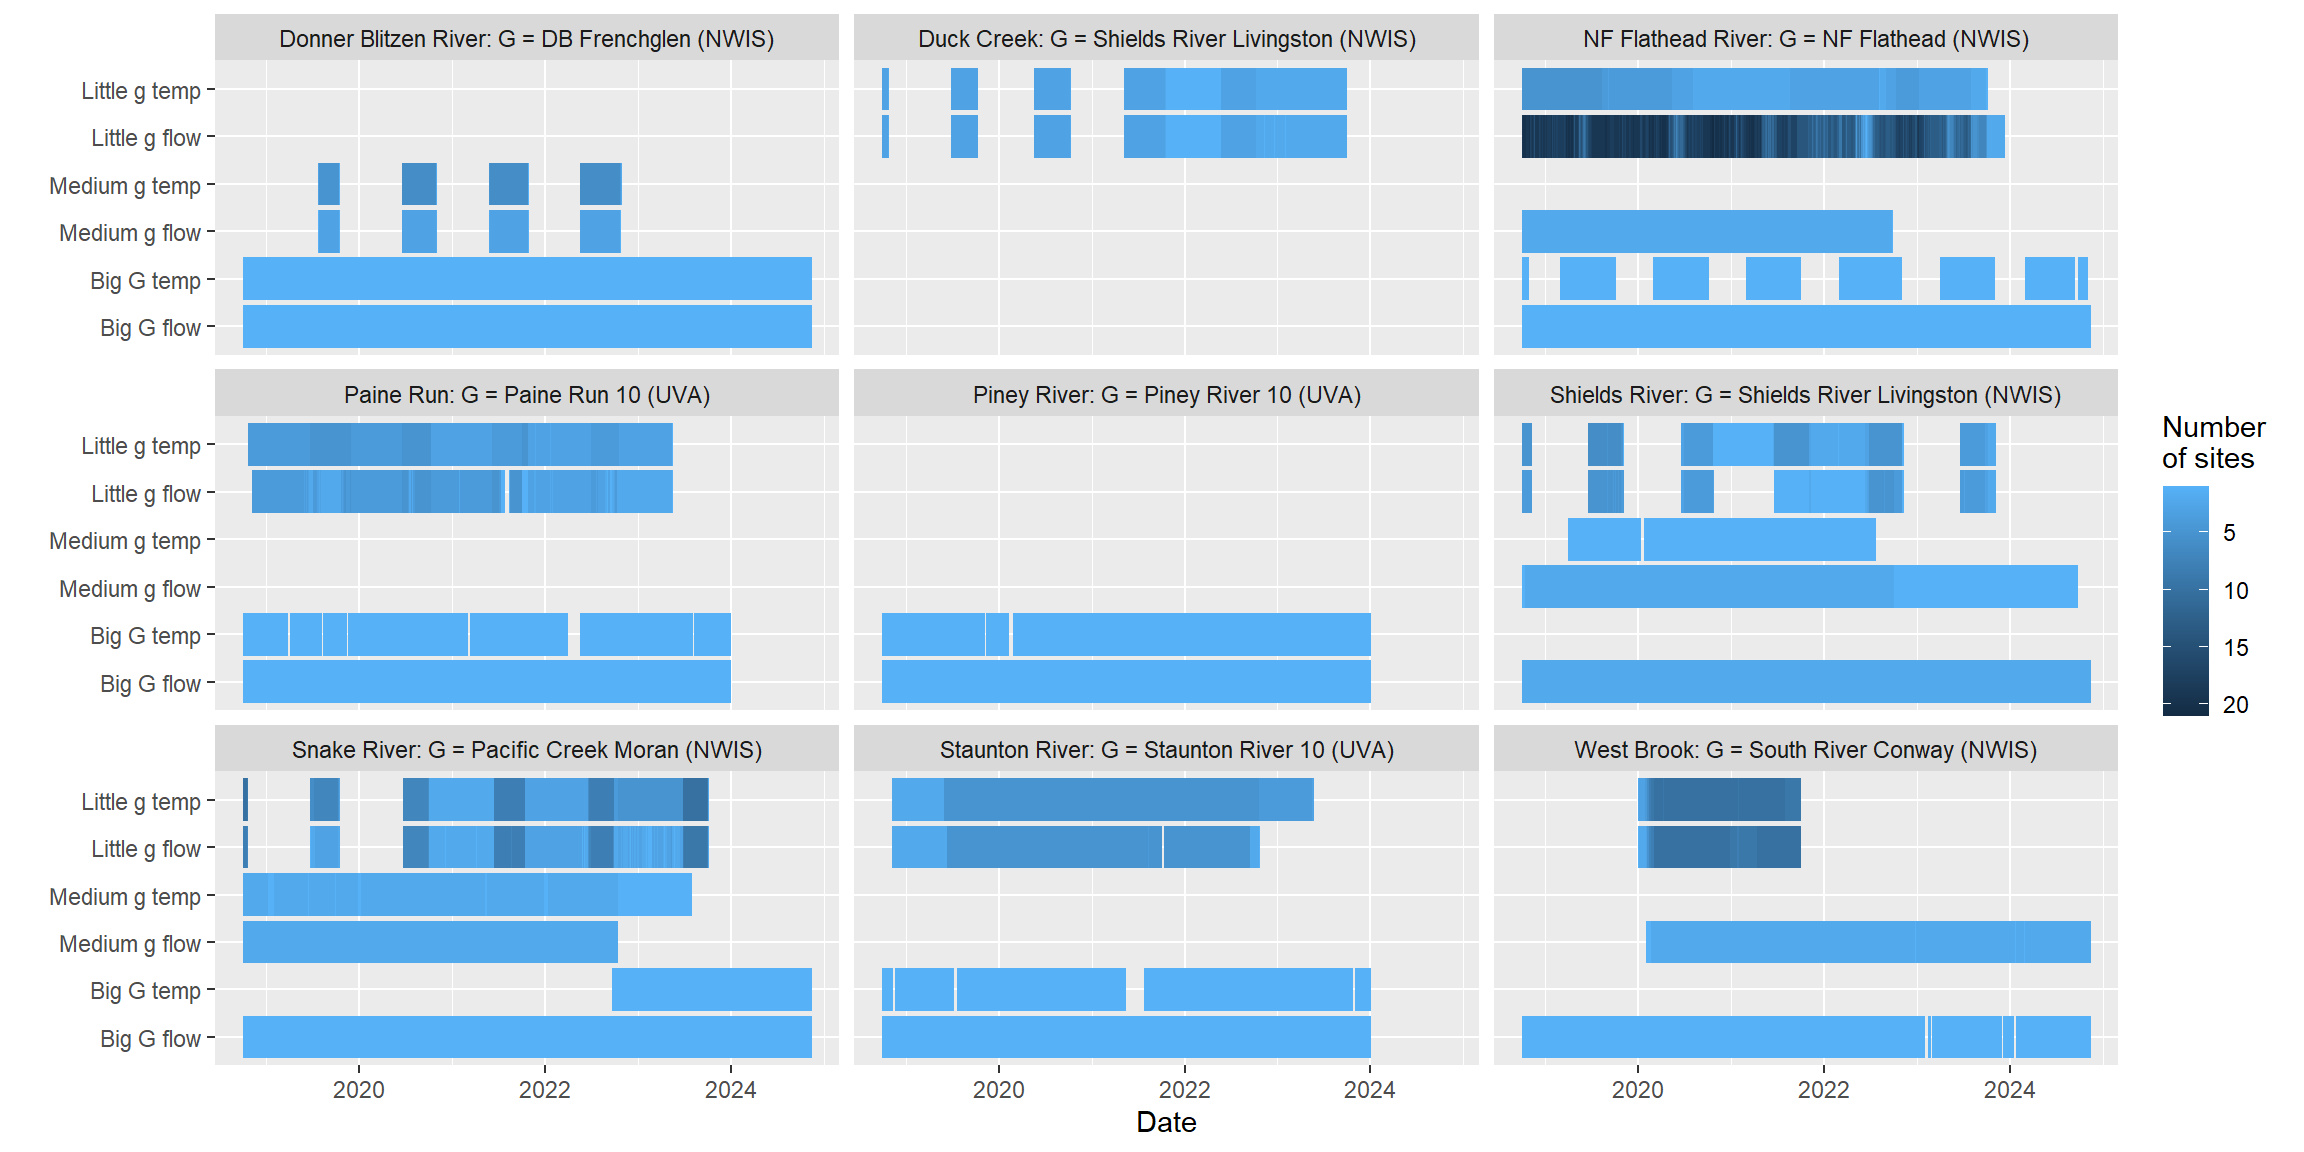 Donner Blitzen River: G = DB Frenchglen (NWIS)
Duck Creek: G = Shields River Livingston (NWIS)
NF Flathead River: G = NF Flathead (NWIS)
Little g temp
Little g flow
Medium g temp
Medium g flow
Big G temp
Big G flow
Paine Run: G = Paine Run 10 (UVA)
Piney River: G = Piney River 10 (UVA)
Shields River: G = Shields River Livingston (NWIS)
Little g temp
Little g flow
Medium g temp
Medium g flow
Big G temp
Big G flow
Snake River: G = Pacific Creek Moran (NWIS)
Staunton River: G = Staunton River 10 (UVA)
West Brook: G = South River Conway (NWIS)
Little g temp
Little g flow
Medium g temp
Medium g flow
Big G temp
Big G flow
2020 2022 2024
2020 2022 2024
2020 2022 2024
Date
Number
of sites
5
10
15
20